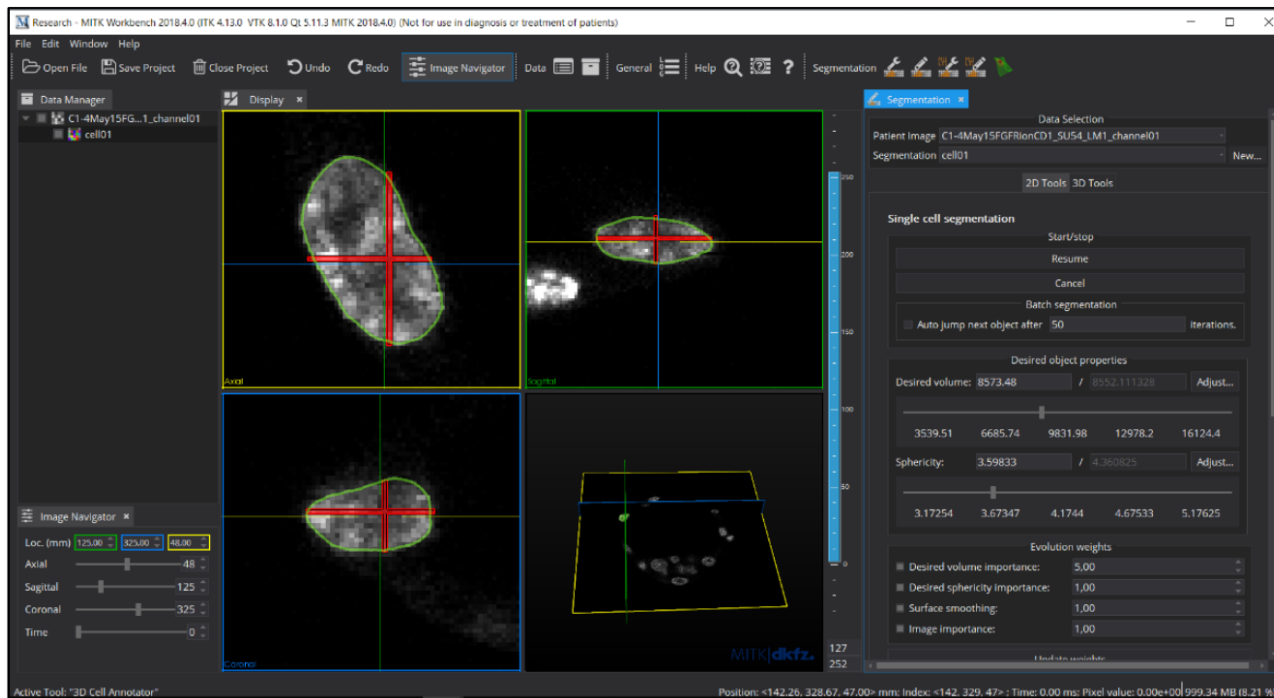 Research - MITK Workbench 2018.4.0 (ITK 4.13.0 VTK 8.1.0 Qt 5.11.3 MITK 2018.4.0) (Not for use in diagnosis or treatment of patients)
File Edit Window Help
Open File Save Project Close Project Undo Redo Image Navigator Data General Help ? Segmentation
Data Manager
C1-4May15FG...1_channel01
cell01
Display
Axial
Sagittal
Coronal
MITK|dkfz.
250
200
150
100
50
0
127
252
Image Navigator
Loc. (mm) 125.00 325.00 48.00
Axial 48
Sagittal 125
Coronal 325
Time 0
Segmentation
Data Selection
Patient Image C1-4May15FGFRionCD1_SU54_LM1_channel01
Segmentation cell01 New...
2D Tools 3D Tools
Single cell segmentation
Start/stop
Resume
Cancel
Batch segmentation
Auto jump next object after 50 iterations.
Desired object properties
Desired volume: 8573.48 / 8552.111328 Adjust...
3539.51 6685.74 9831.98 12978.2 16124.4
Sphericity: 3.59833 / 4.360825 Adjust...
3.17254 3.67347 4.1744 4.67533 5.17625
Evolution weights
Desired volume importance: 5,00
Desired sphericity importance: 1,00
Surface smoothing: 1,00
Image importance: 1,00
Update weights
Active Tool: "3D Cell Annotator"
Position: <142.26, 328.67, 47.00> mm; Index: <142, 329, 47> ; Time: 0.00 ms; Pixel value: 0.00e+00 999.34 MB (8.21 %